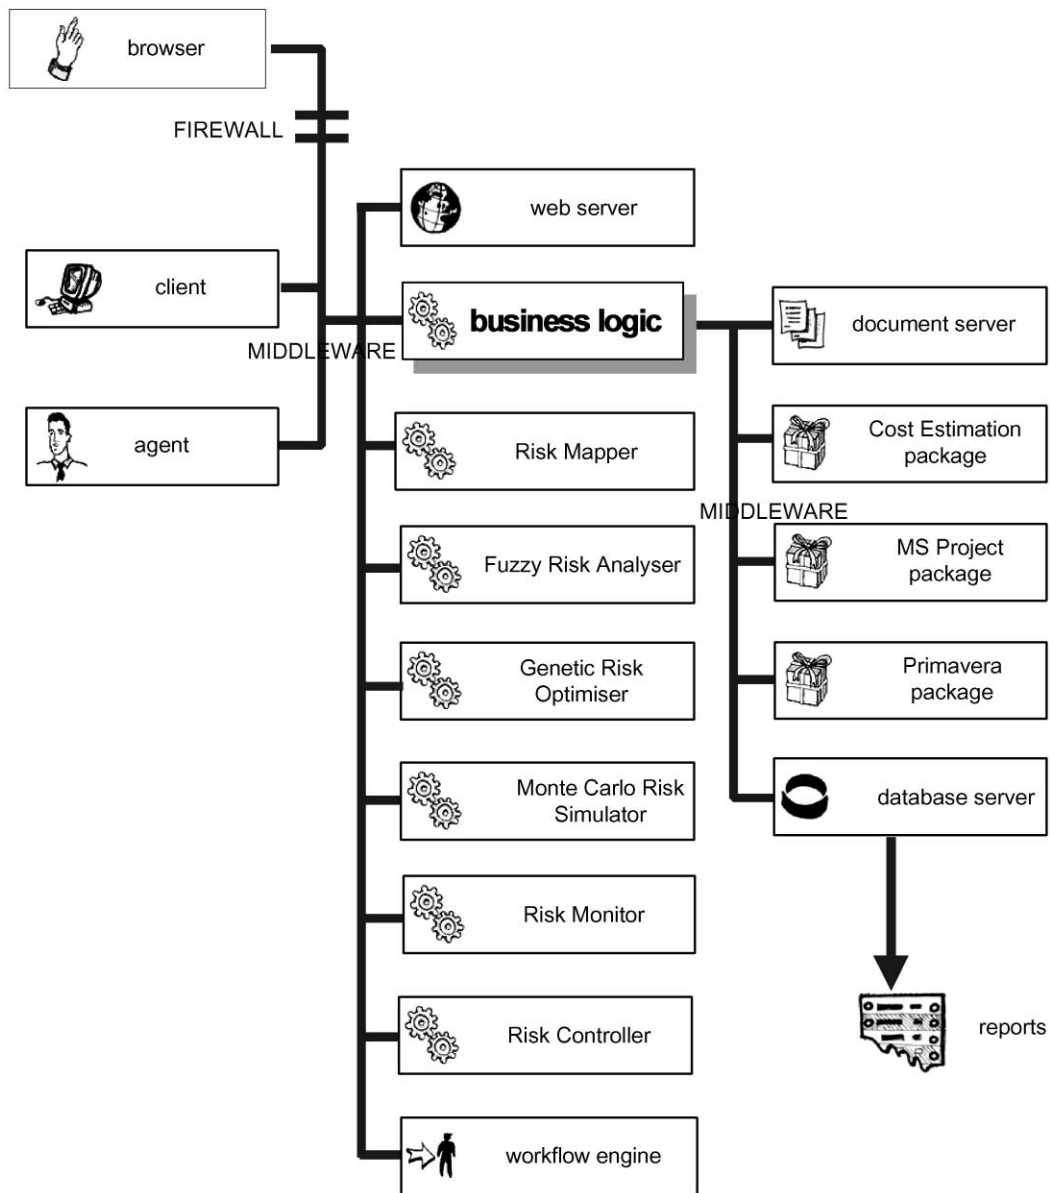 browser
FIREWALL
web server
client
business logic
document server
MIDDLEWARE
agent
Risk Mapper
Cost Estimation
package
MIDDLEWARE
Fuzzy Risk Analyser
MS Project
package
Genetic Risk
Optimiser
Primavera
package
Monte Carlo Risk
Simulator
database server
Risk Monitor
Risk Controller
reports
workflow engine